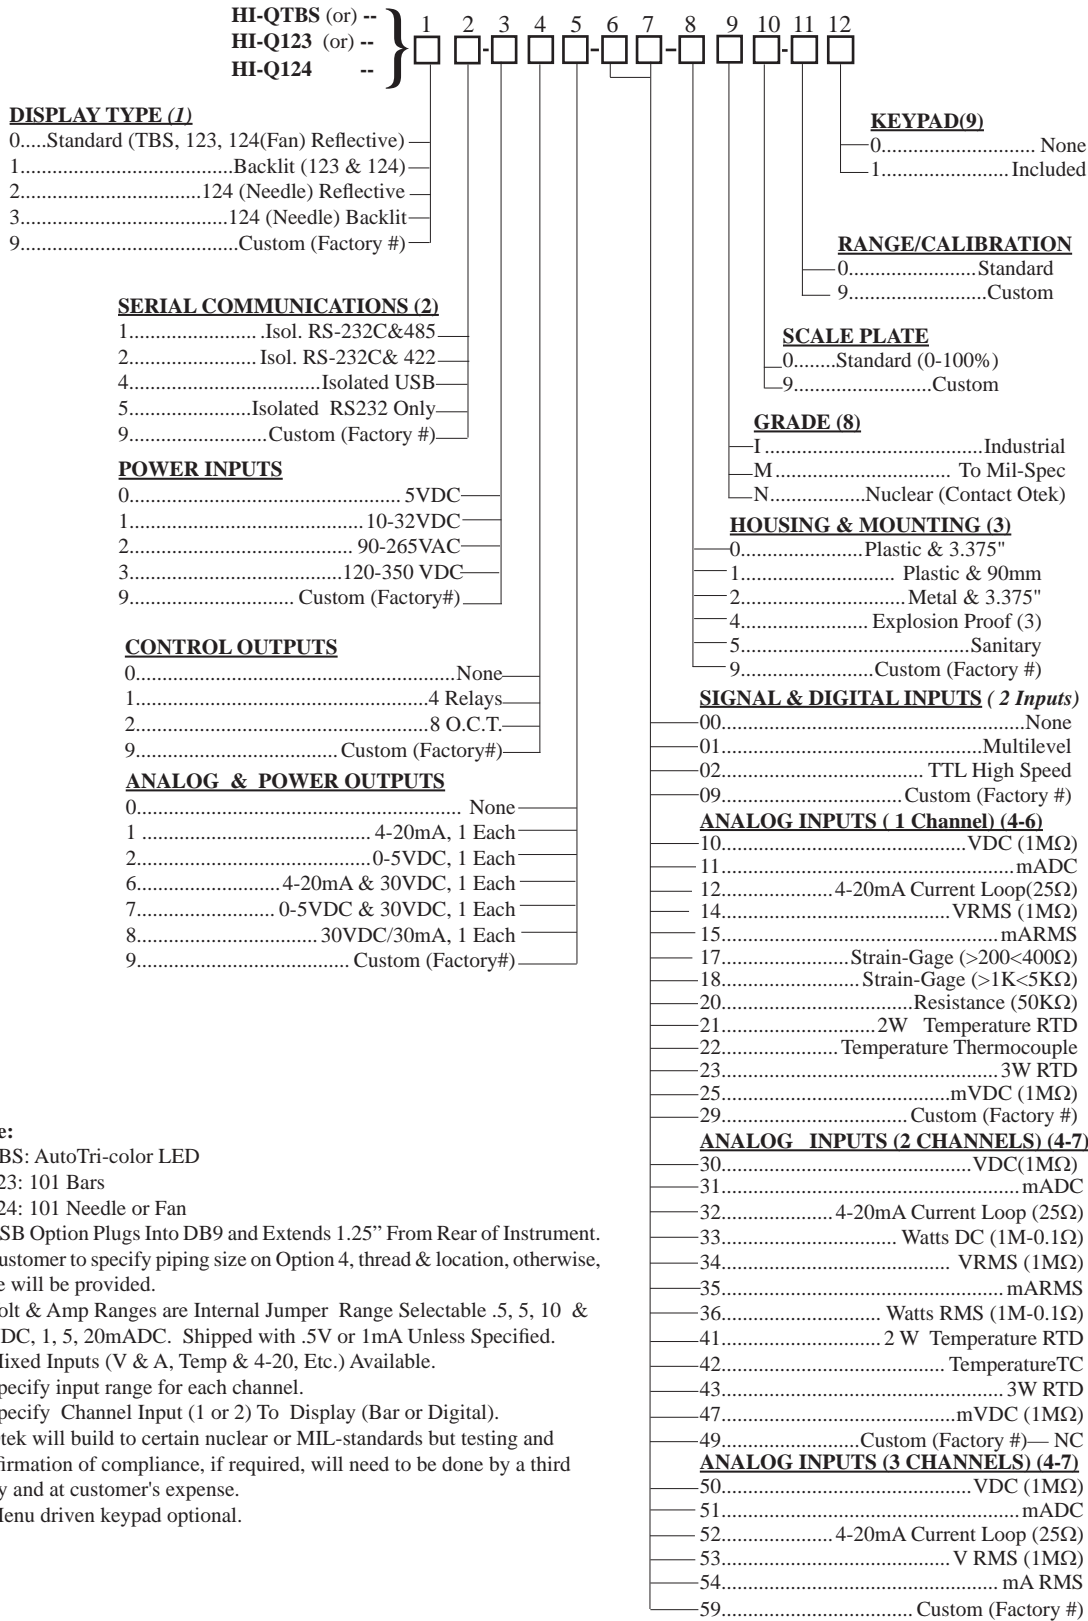 HI-QTBS (or) --
HI-Q123 (or) --
HI-Q124 --
1 2 3 4 5 6 7 8 9 10 11 12
DISPLAY TYPE (1)
0.....Standard (TBS, 123, 124(Fan) Reflective)
1.......................................Backlit (123 & 124)
2.................................124 (Needle) Reflective
3......................................124 (Needle) Backlit
9........................................Custom (Factory #)
SERIAL COMMUNICATIONS (2)
1........................ .Isol. RS-232C&485
2........................ Isol. RS-232C& 422
4...................................Isolated USB
5......................Isolated RS232 Only
9.........................Custom (Factory #)
POWER INPUTS
0................................................. 5VDC
1.......................................... 10-32VDC
2........................................ 90-265VAC
3.......................................120-350 VDC
9.............................. Custom (Factory#)
CONTROL OUTPUTS
0..........................................................None
1.....................................................4 Relays
2.....................................................8 O.C.T.
9..................................... Custom (Factory#)
ANALOG & POWER OUTPUTS
0........................................................... None
1 .......................................... 4-20mA, 1 Each
2..........................................0-5VDC, 1 Each
6..........................4-20mA & 30VDC, 1 Each
7......................... 0-5VDC & 30VDC, 1 Each
8................................. 30VDC/30mA, 1 Each
9....................................... Custom (Factory#)
KEYPAD(9)
0............................ None
1.......................Included
RANGE/CALIBRATION
0.......................Standard
9.........................Custom
SCALE PLATE
0........Standard (0-100%)
9.........................Custom
GRADE (8)
I ........................................Industrial
M ................................ To Mil-Spec
N.................Nuclear (Contact Otek)
HOUSING & MOUNTING (3)
0......................Plastic & 3.375"
1............................ Plastic & 90mm
2..............................Metal & 3.375"
4....................... Explosion Proof (3)
5.........................................Sanitary
9........................Custom (Factory #)
SIGNAL & DIGITAL INPUTS ( 2 Inputs)
00.......................................................None
01...............................................Multilevel
02..................................... TTL High Speed
09.................................Custom (Factory #)
ANALOG INPUTS ( 1 Channel) (4-6)
10.............................................VDC (1MΩ)
11......................................................mADC
12....................4-20mA Current Loop(25Ω)
14.......................................... VRMS (1MΩ)
15...................................................mARMS
17.......................Strain-Gage (>200<400Ω)
18.........................Strain-Gage (>1K<5KΩ)
20...................................Resistance (50KΩ)
21............................2W Temperature RTD
22..................... Temperature Thermocouple
23...................................................3W RTD
25..........................................mVDC (1MΩ)
29..................................Custom (Factory #)
ANALOG INPUTS (2 CHANNELS) (4-7)
30..............................................VDC(1MΩ)
31.......................................................mADC
32....................4-20mA Current Loop (25Ω)
33................................ Watts DC (1M-0.1Ω)
34.......................................... VRMS (1MΩ)
35....................................................mARMS
36............................. Watts RMS (1M-0.1Ω)
41..............................2 W Temperature RTD
42......................................... TemperatureTC
43....................................................3W RTD
47...........................................mVDC (1MΩ)
49.........................Custom (Factory #)— NC
ANALOG INPUTS (3 CHANNELS) (4-7)
50..............................................VDC (1MΩ)
51.......................................................mADC
52....................4-20mA Current Loop (25Ω)
53.......................................... V RMS (1MΩ)
54................................................... mA RMS
59................................... Custom (Factory #)
e:
BS: AutoTri-color LED
23: 101 Bars
24: 101 Needle or Fan
SB Option Plugs Into DB9 and Extends 1.25” From Rear of Instrument.
ustomer to specify piping size on Option 4, thread & location, otherwise,
e will be provided.
olt & Amp Ranges are Internal Jumper Range Selectable .5, 5, 10 &
DC, 1, 5, 20mADC. Shipped with .5V or 1mA Unless Specified.
Mixed Inputs (V & A, Temp & 4-20, Etc.) Available.
pecify input range for each channel.
pecify Channel Input (1 or 2) To Display (Bar or Digital).
tek will build to certain nuclear or MIL-standards but testing and
firmation of compliance, if required, will need to be done by a third
y and at customer's expense.
Menu driven keypad optional.